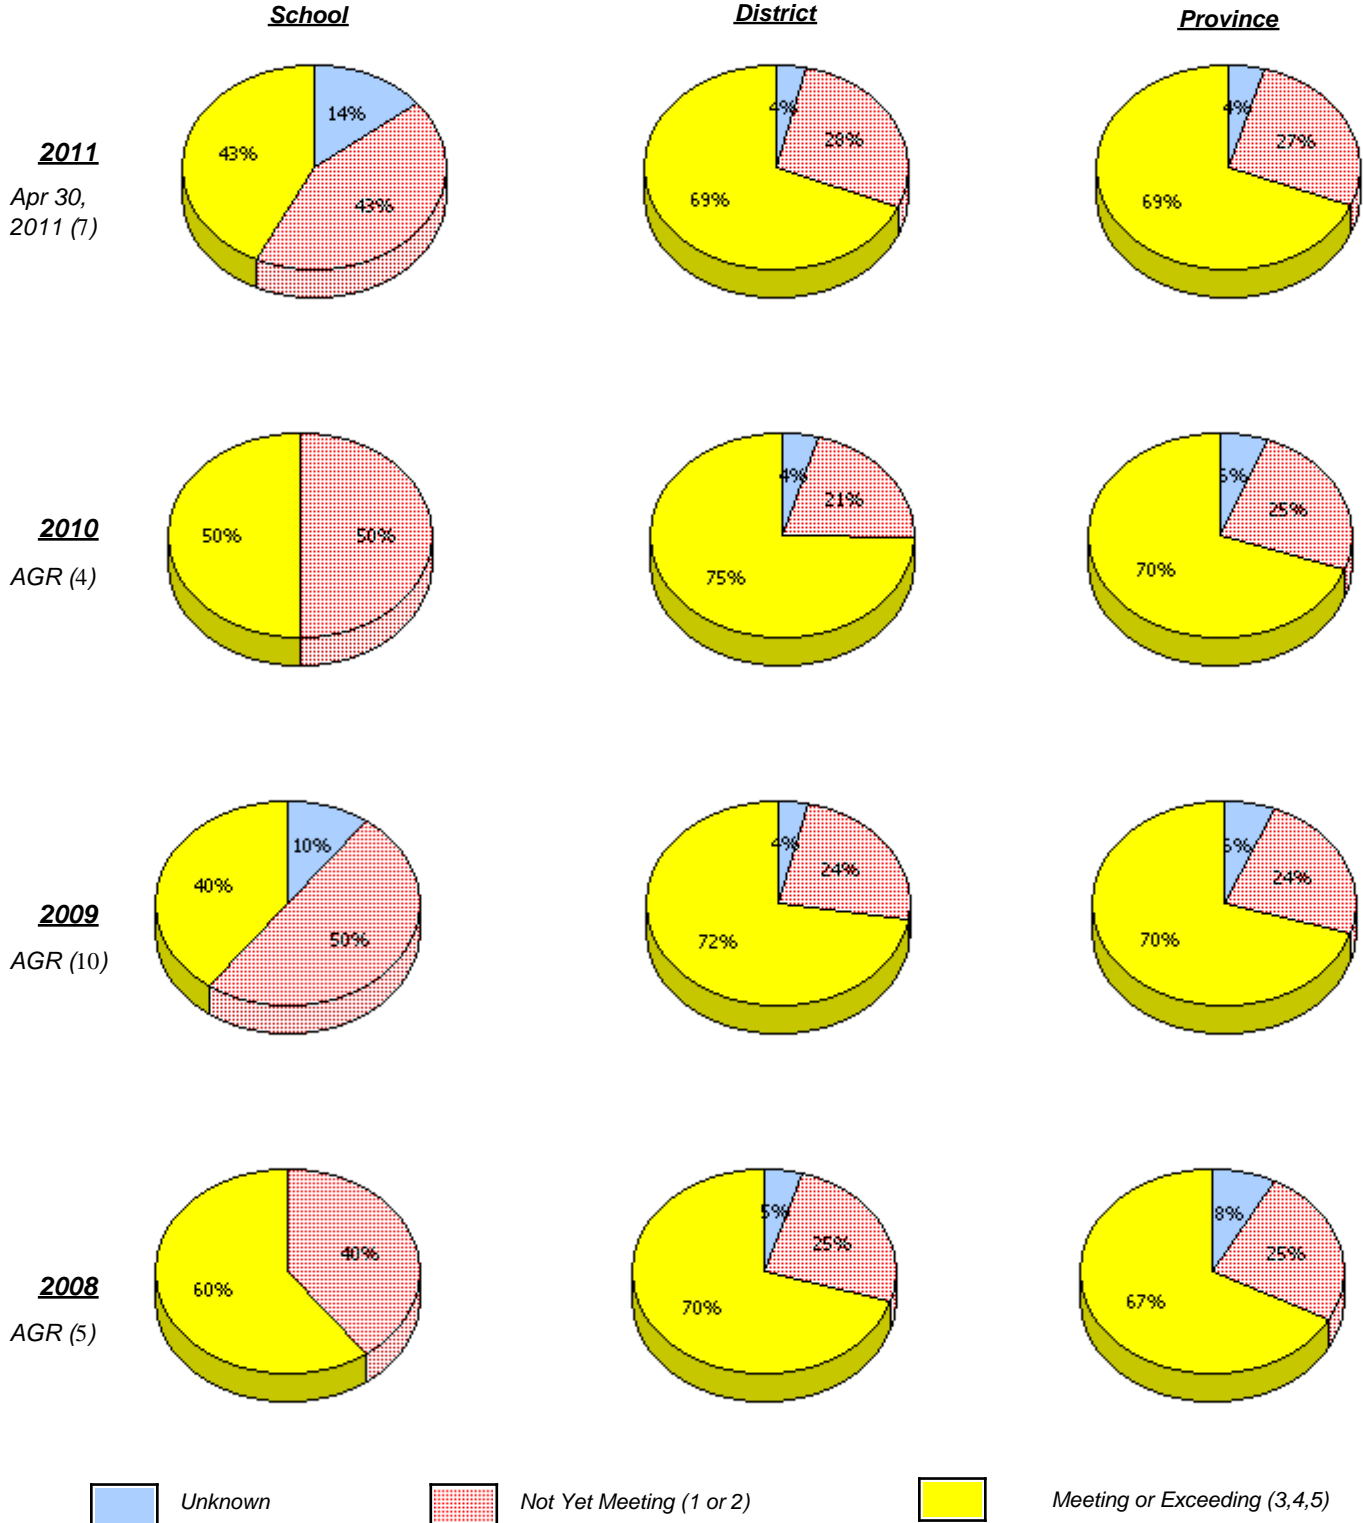 School District Province
14% 43% 43%
4% 28% 69%
4% 27% 69%
2011
Apr 30,
2011 (7)
50% 50%
4% 21% 75%
6% 25% 70%
2010
AGR (4)
10% 40% 50%
4% 24% 72%
6% 24% 70%
2009
AGR (10)
40% 60%
5% 25% 70%
8% 25% 67%
2008
AGR (5)
Unknown Not Yet Meeting (1 or 2) Meeting or Exceeding (3,4,5)